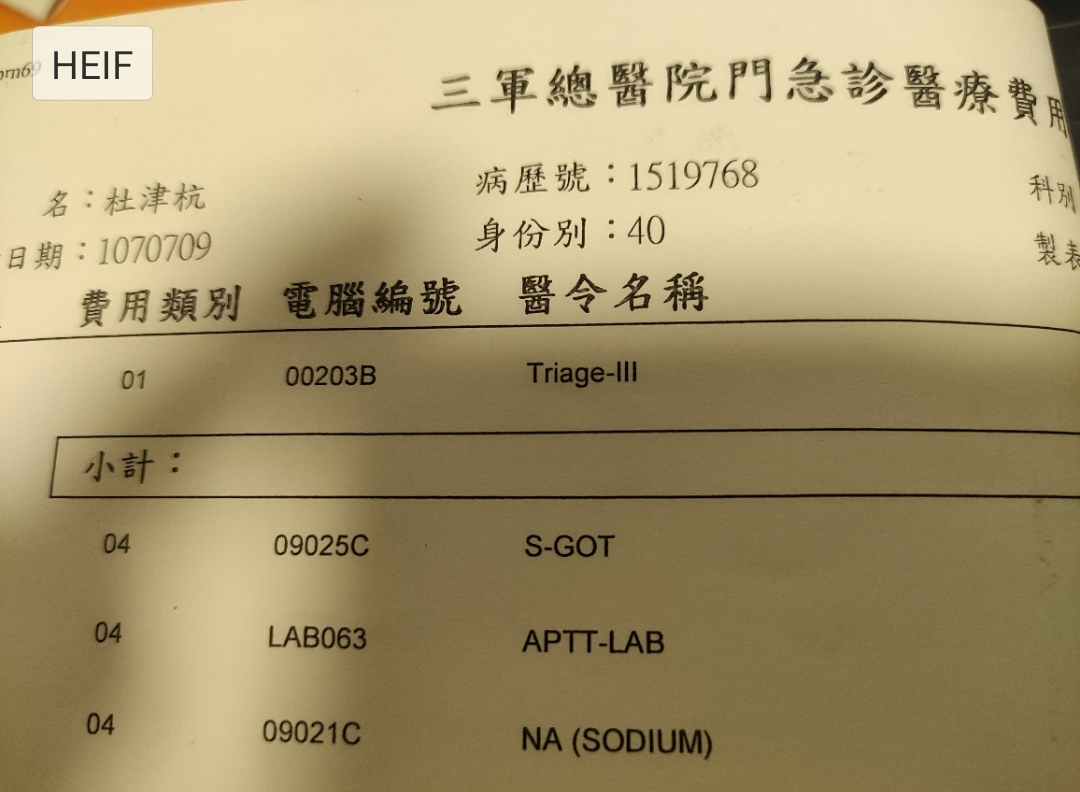 HEIF
三軍總醫院門急診醫療費用
名：杜津杭
病歷號：1519768
科別
日期：1070709
身份別：40
製表
費用類別 電腦編號 醫令名稱
01 00203B Triage-III
小計：
04 09025C S-GOT
04 LAB063 APTT-LAB
04 09021C NA (SODIUM)